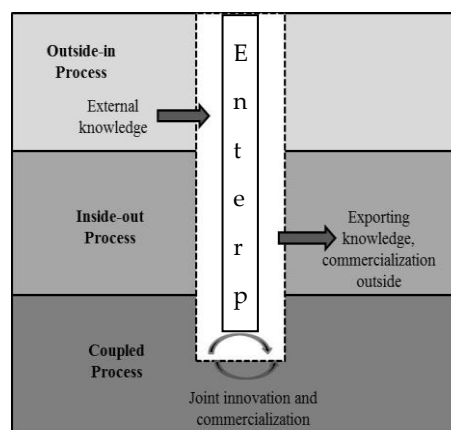 Outside-in
Process
External
knowledge
E
n
t
e
r
p
Inside-out
Process
Exporting
knowledge,
commercialization
outside
Coupled
Process
Joint innovation and
commercialization